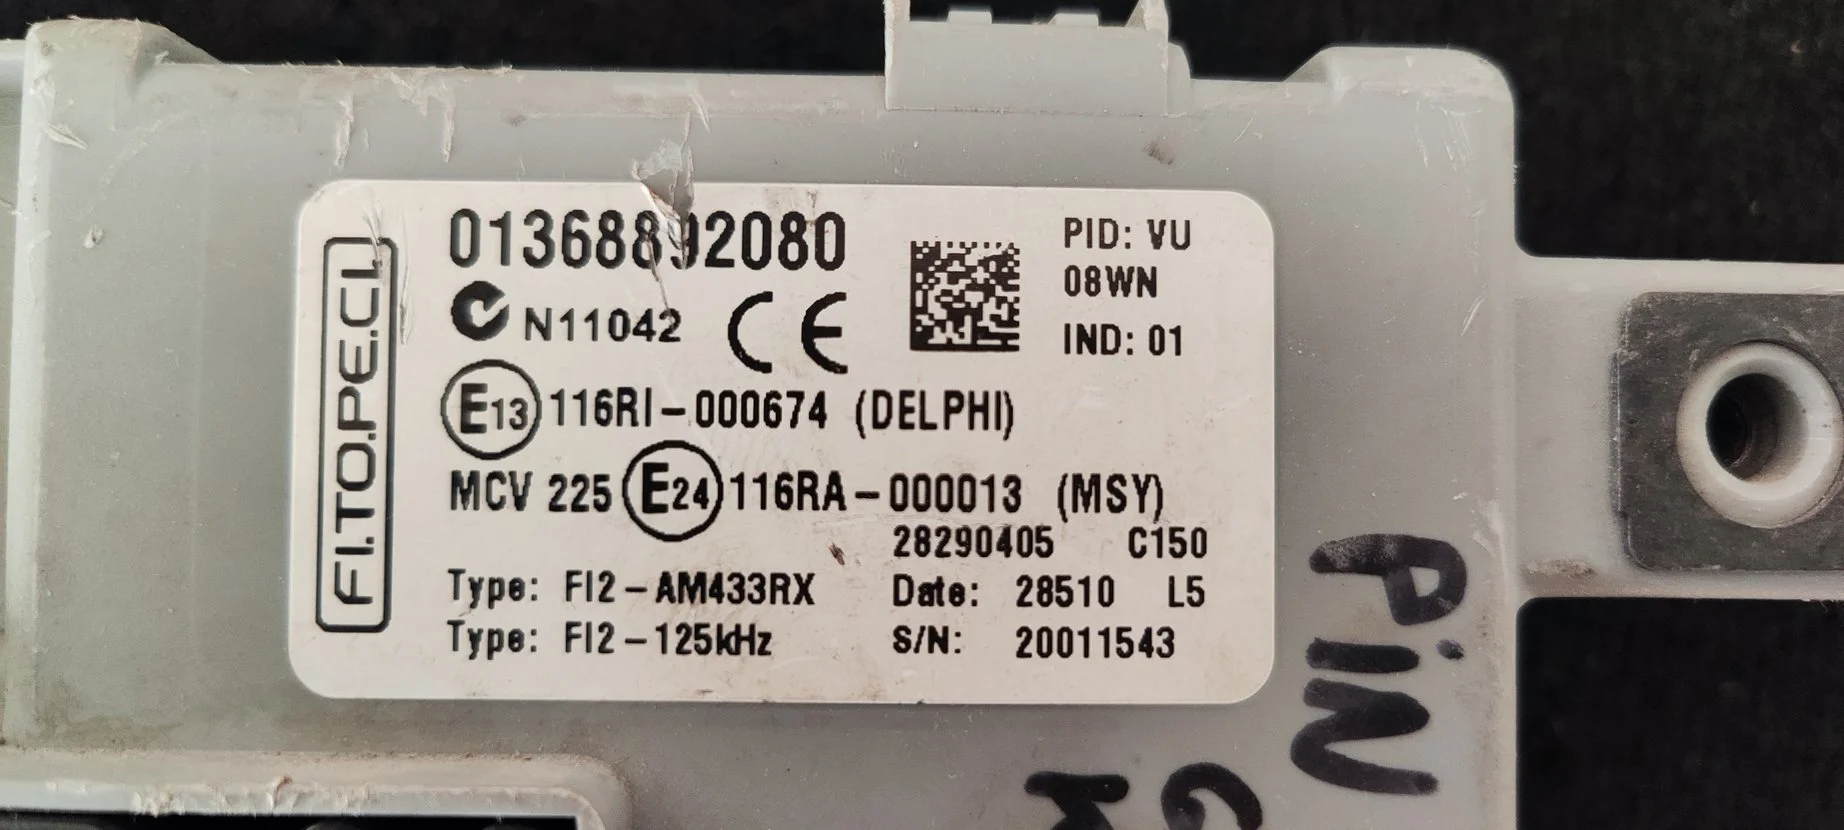 FI.TO.PE.CI.
01368892080
PID: VU
08WN
IND: 01
N11042 CE
E13 116RI-000674 (DELPHI)
MCV 225 E24 116RA-000013 (MSY)
28290405 C150
Type: FI2-AM433RX
Date: 28510 L5
Type: FI2-125kHz
S/N: 20011543
PiN